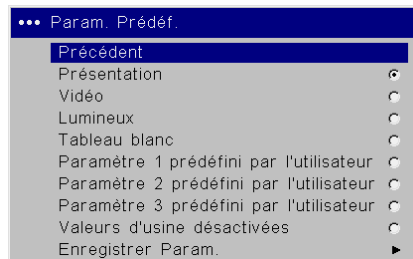 ••• Param. Prédéf.
Précédent
Présentation
Vidéo
Lumineux
Tableau blanc
Paramètre 1 prédéfini par l'utilisateur
Paramètre 2 prédéfini par l'utilisateur
Paramètre 3 prédéfini par l'utilisateur
Valeurs d'usine désactivées
Enregistrer Param.